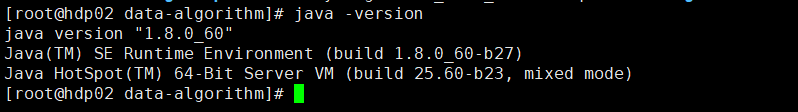 [root@hdp02 data-algorithm]# java -version
java version "1.8.0_60"
Java(TM) SE Runtime Environment (build 1.8.0_60-b27)
Java HotSpot(TM) 64-Bit Server VM (build 25.60-b23, mixed mode)
[root@hdp02 data-algorithm]#